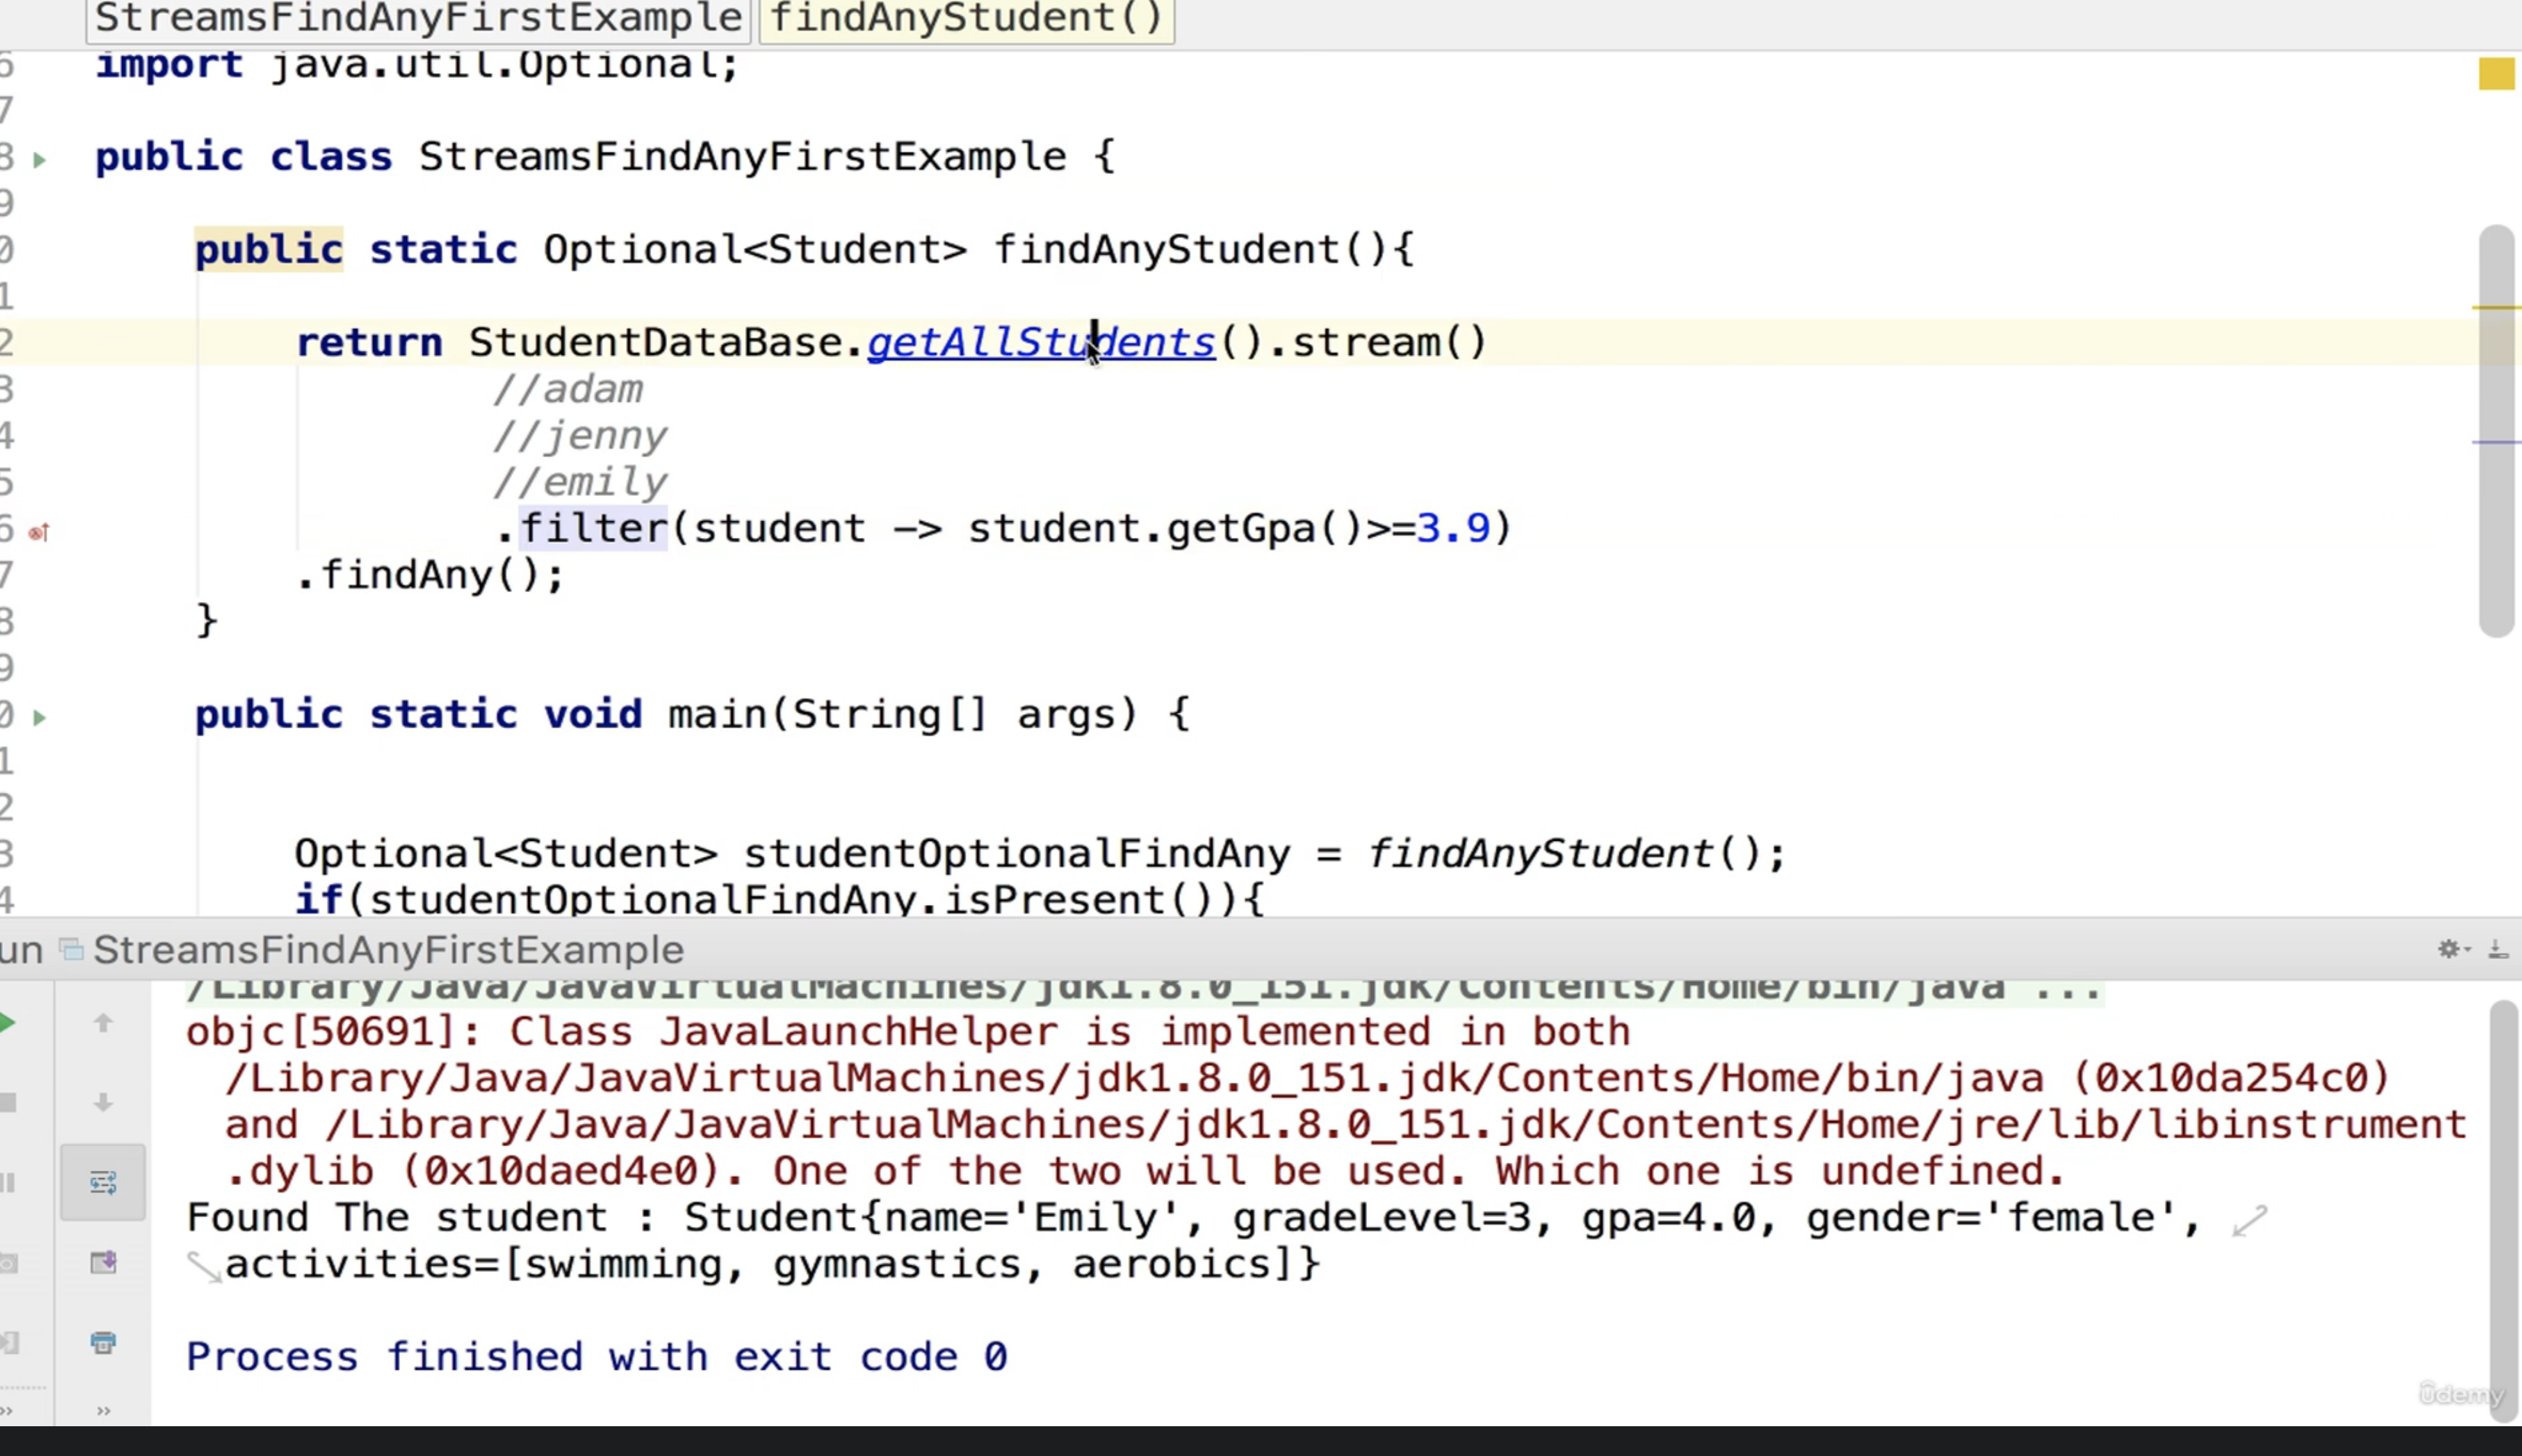 StreamsFindAnyFirstExample findAnyStudent()
6 import java.util.Optional;
7
8 public class StreamsFindAnyFirstExample {
9
0 public static Optional<Student> findAnyStudent(){
1
2 return StudentDataBase.getAllStudents().stream()
3 //adam
4 //jenny
5 //emily
6 .filter(student -> student.getGpa()>=3.9)
7 .findAny();
8 }
9
0 public static void main(String[] args) {
1
2
3 Optional<Student> studentOptionalFindAny = findAnyStudent();
4 if(studentOptionalFindAny.isPresent()){
un StreamsFindAnyFirstExample
/Library/Java/JavaVirtualMachines/jdk1.8.0_151.jdk/Contents/Home/bin/java ...
objc[50691]: Class JavaLaunchHelper is implemented in both
/Library/Java/JavaVirtualMachines/jdk1.8.0_151.jdk/Contents/Home/bin/java (0x10da254c0)
and /Library/Java/JavaVirtualMachines/jdk1.8.0_151.jdk/Contents/Home/jre/lib/libinstrument
.dylib (0x10daed4e0). One of the two will be used. Which one is undefined.
Found The student : Student{name='Emily', gradeLevel=3, gpa=4.0, gender='female',
activities=[swimming, gymnastics, aerobics]}
Process finished with exit code 0
ûdemy